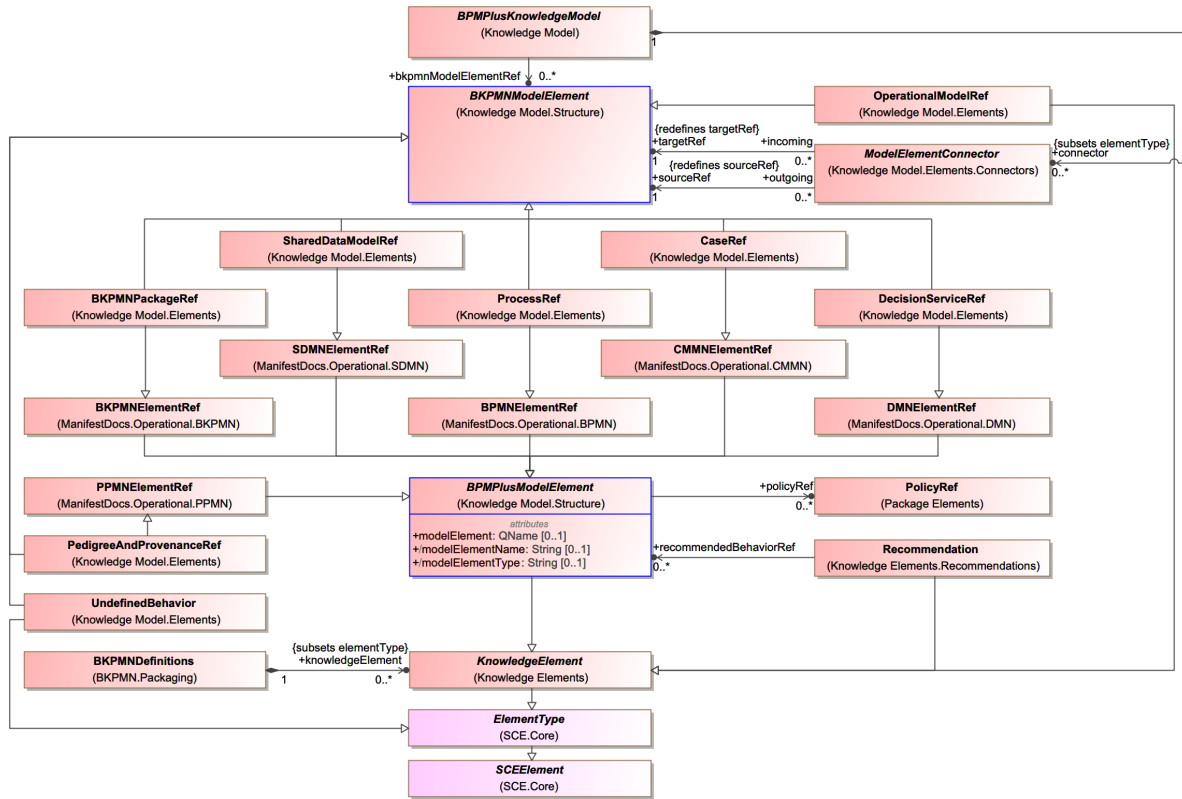 BPMPlusKnowledgeModel
(Knowledge Model)
1
1
+bkpmnModelElementRef
0..*
BKPMNModelElement
(Knowledge Model.Structure)
OperationalModelRef
(Knowledge Model.Elements)
{redefines targetRef}
+targetRef
+incoming
1
0..*
{redefines sourceRef}
+sourceRef
+outgoing
1
0..*
ModelElementConnector
(Knowledge Model.Elements.Connectors)
{subsets elementType}
+connector
0..*
SharedDataModelRef
(Knowledge Model.Elements)
CaseRef
(Knowledge Model.Elements)
BKPMNPackageRef
(Knowledge Model.Elements)
ProcessRef
(Knowledge Model.Elements)
DecisionServiceRef
(Knowledge Model.Elements)
SDMNElementRef
(ManifestDocs.Operational.SDMN)
CMMNElementRef
(ManifestDocs.Operational.CMMN)
BKPMNElementRef
(ManifestDocs.Operational.BKPMN)
BPMNElementRef
(ManifestDocs.Operational.BPMN)
DMNElementRef
(ManifestDocs.Operational.DMN)
PPMNElementRef
(ManifestDocs.Operational.PPMN)
BPMPlusModelElement
(Knowledge Model.Structure)
attributes
+modelElement: QName [0..1]
+/modelElementName: String [0..1]
+/modelElementType: String [0..1]
+policyRef
0..*
PolicyRef
(Package Elements)
PedigreeAndProvenanceRef
(Knowledge Model.Elements)
+recommendedBehaviorRef
0..*
Recommendation
(Knowledge Elements.Recommendations)
UndefinedBehavior
(Knowledge Model.Elements)
BKPMNDefinitions
(BKPMN.Packaging)
{subsets elementType}
+knowledgeElement
1
0..*
KnowledgeElement
(Knowledge Elements)
ElementType
(SCE.Core)
SCEElement
(SCE.Core)